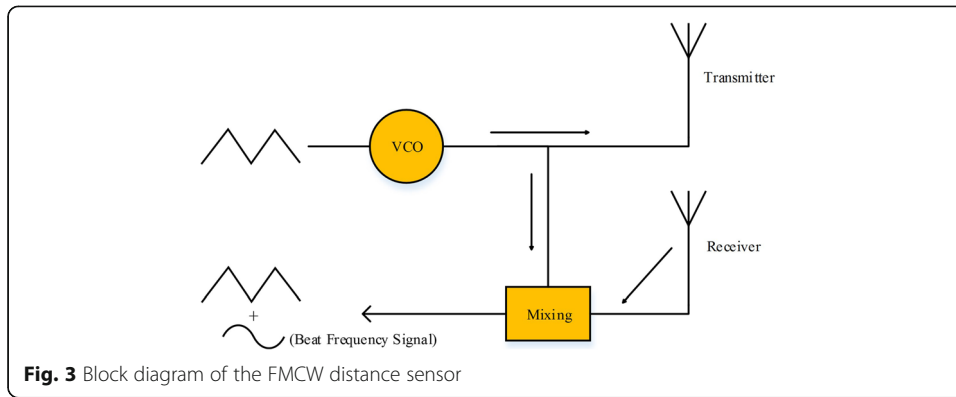 Transmitter
VCO
Receiver
Mixing
+
(Beat Frequency Signal)
Fig. 3 Block diagram of the FMCW distance sensor